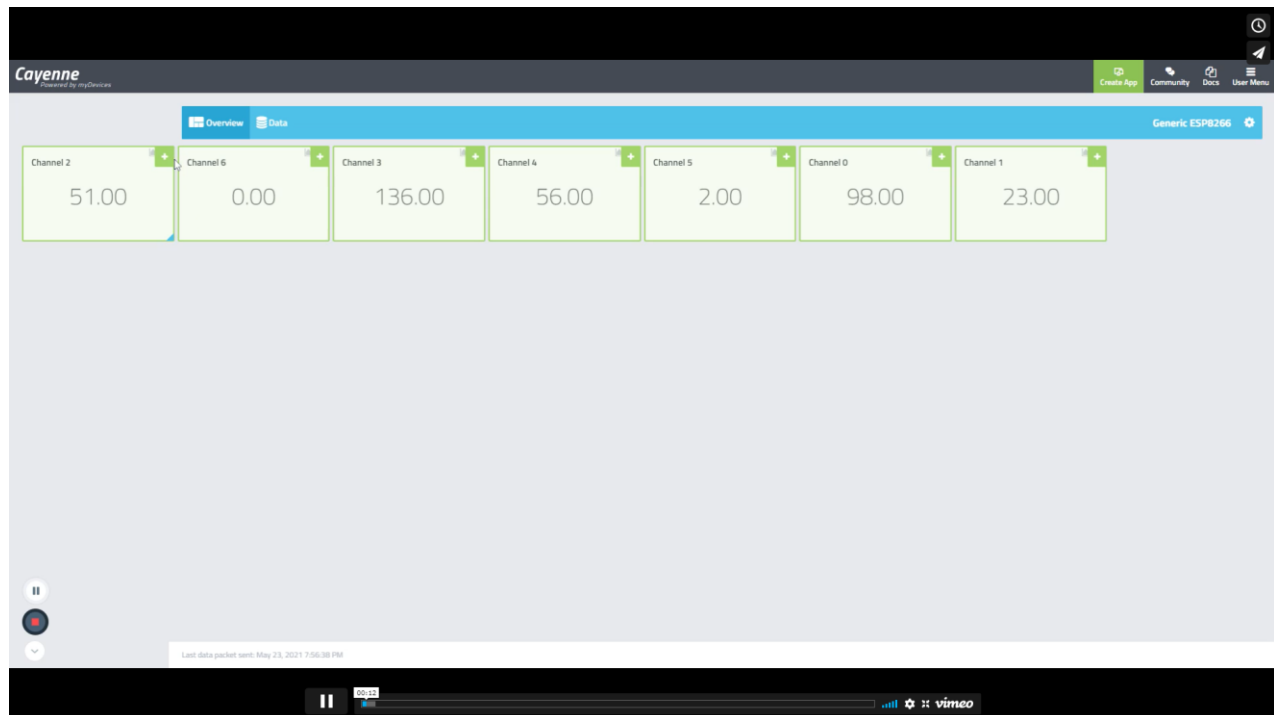 Cayenne
Powered by myDevices
Create App
Community
Docs
User Menu
Overview
Data
Generic ESP8266
Channel 2
51.00
Channel 6
0.00
Channel 3
136.00
Channel 4
56.00
Channel 5
2.00
Channel 0
98.00
Channel 1
23.00
Last data packet sent: May 23, 2021 7:56:38 PM
00:12
vimeo